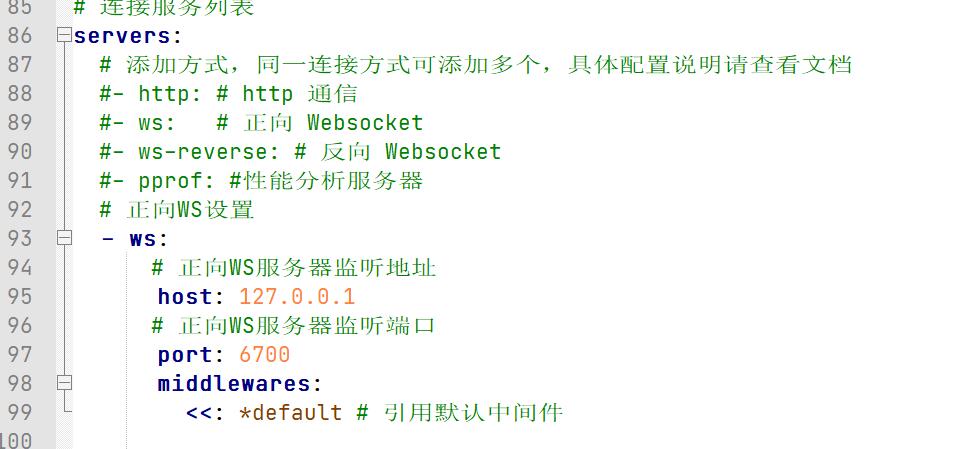 85 # 连接服务列表
86 servers:
87 # 添加方式，同一连接方式可添加多个，具体配置说明请查看文档
88 #- http: # http 通信
89 #- ws:   # 正向 Websocket
90 #- ws-reverse: # 反向 Websocket
91 #- pprof: #性能分析服务器
92 # 正向WS设置
93 - ws:
94 # 正向WS服务器监听地址
95 host: 127.0.0.1
96 # 正向WS服务器监听端口
97 port: 6700
98 middlewares:
99 <<: *default # 引用默认中间件
100